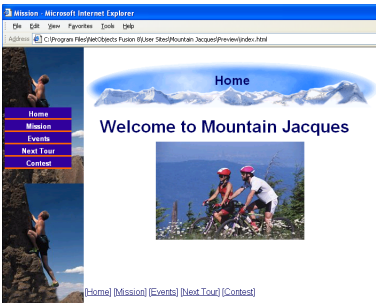 Mission - Microsoft Internet Explorer
File Edit View Favorites Tools Help
Address C:\Program Files\NetObjects Fusion 8\User Sites\Mountain Jacques\Preview\index.html
Home
Home
Mission
Events
Next Tour
Contest
Welcome to Mountain Jacques
[Home] [Mission] [Events] [Next Tour] [Contest]